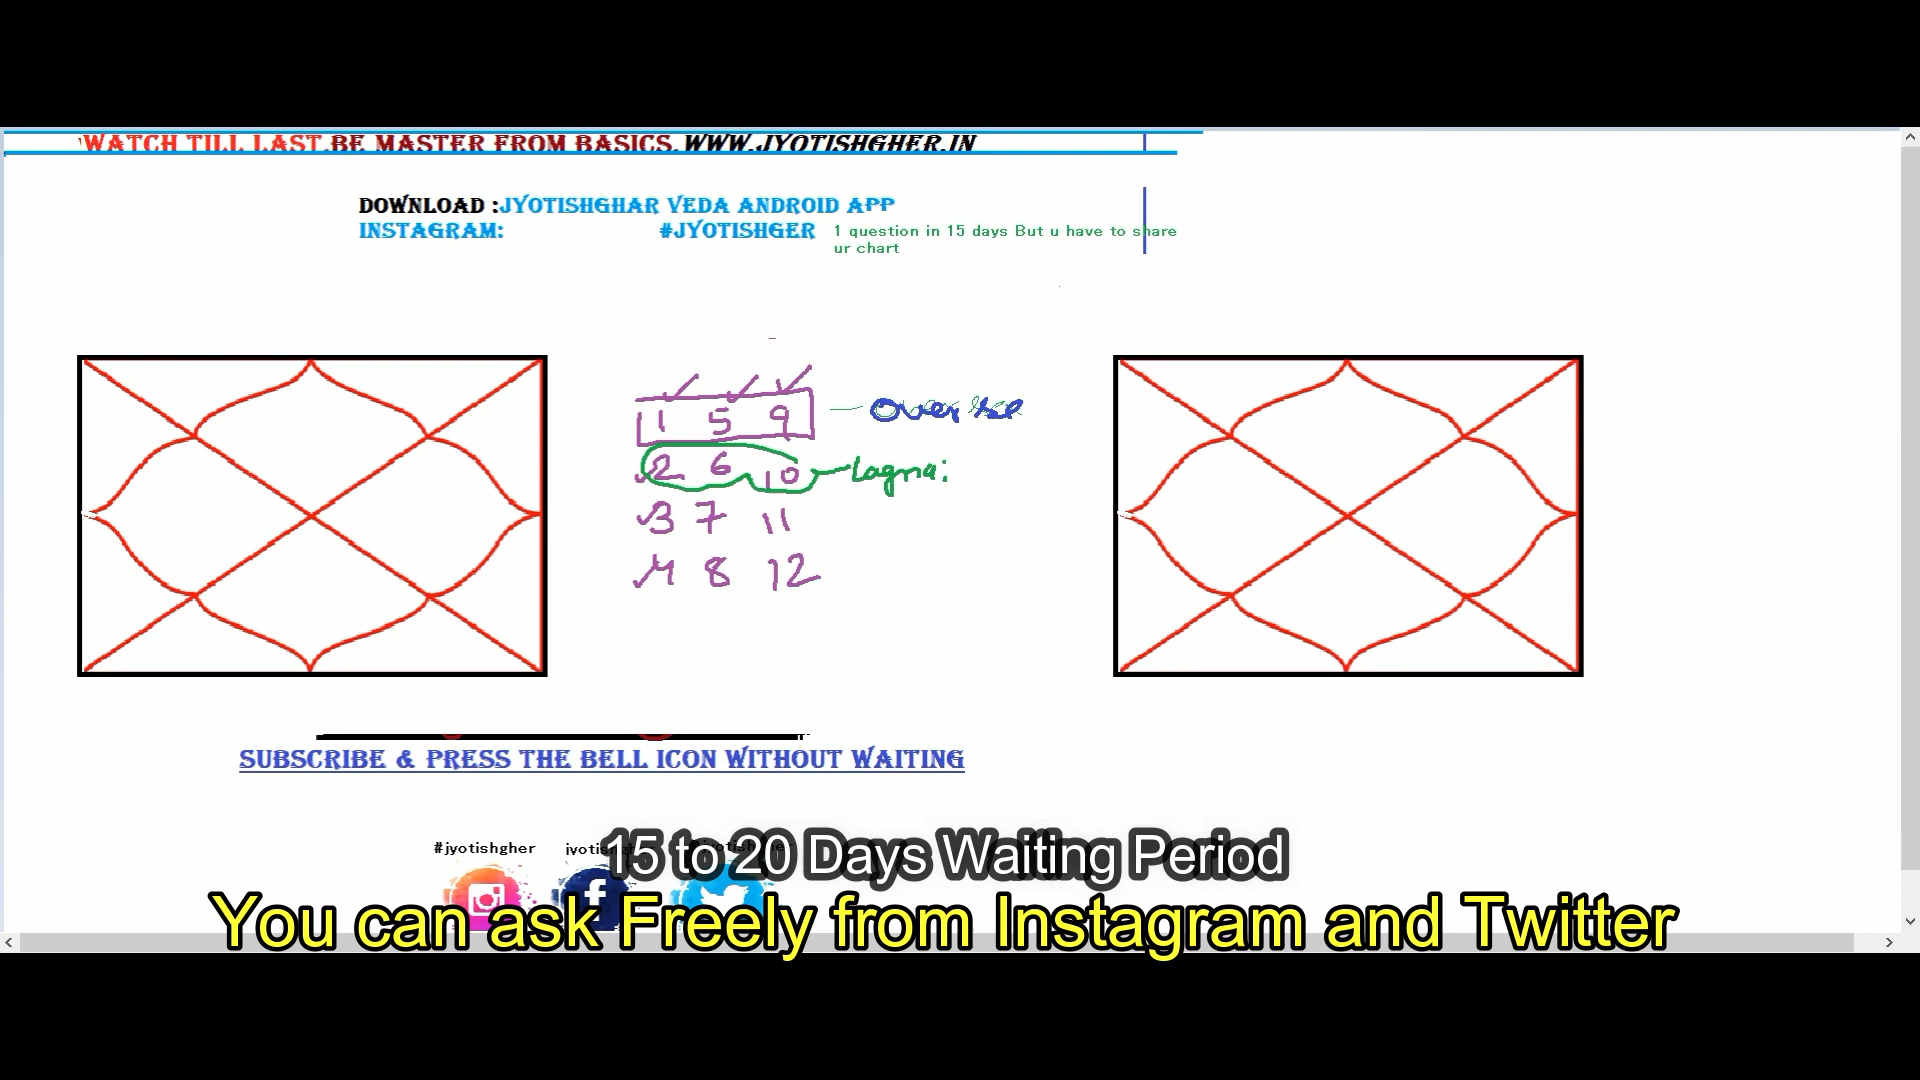 WATCH TILL LAST.BE MASTER FROM BASICS.WWW.JYOTISHGHER.IN
DOWNLOAD :JYOTISHGHAR VEDA ANDROID APP
INSTAGRAM: #JYOTISHGER 1 question in 15 days But u have to share
ur chart
1 5 9
2 6 10 Lagna:
3 7 11
4 8 12
SUBSCRIBE & PRESS THE BELL ICON WITHOUT WAITING
#jyotishgher
15 to 20 Days Waiting Period
You can ask Freely from Instagram and Twitter